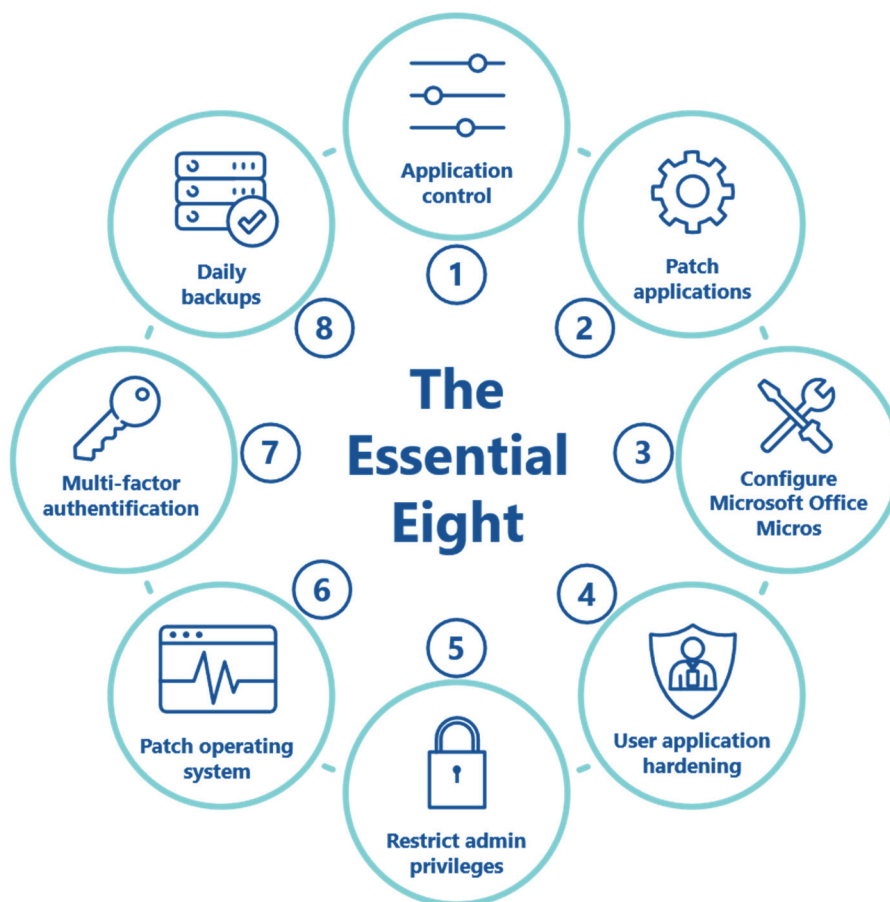 The
Essential
Eight
1
Application
control
2
Patch
applications
3
Configure
Microsoft Office
Micros
4
User application
hardening
5
Restrict admin
privileges
6
Patch operating
system
7
Multi-factor
authentification
8
Daily
backups